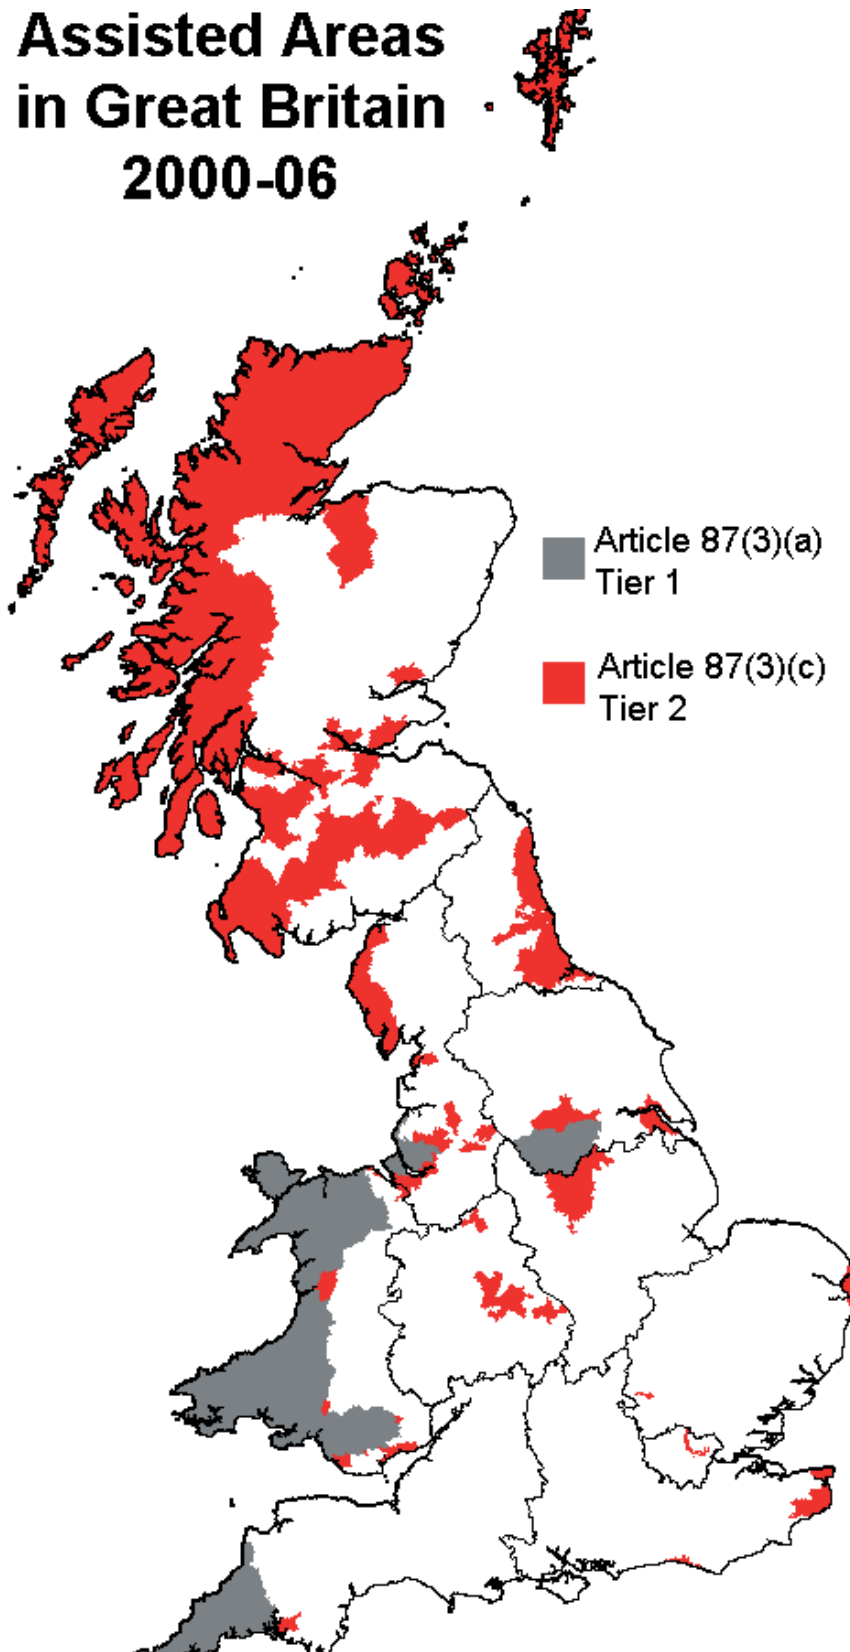 Assisted Areas
in Great Britain
2000-06
Article 87(3)(a)
Tier 1
Article 87(3)(c)
Tier 2